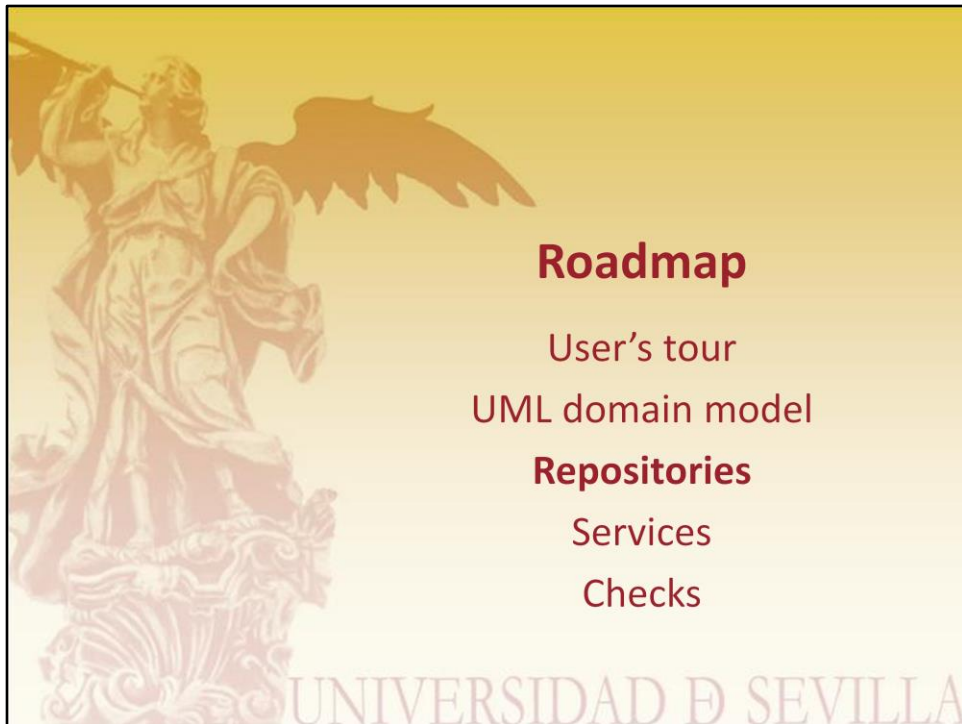 Roadmap
User’s tour
UML domain model
Repositories
Services
Checks
UNIVERSIDAD Đ SEVILLA